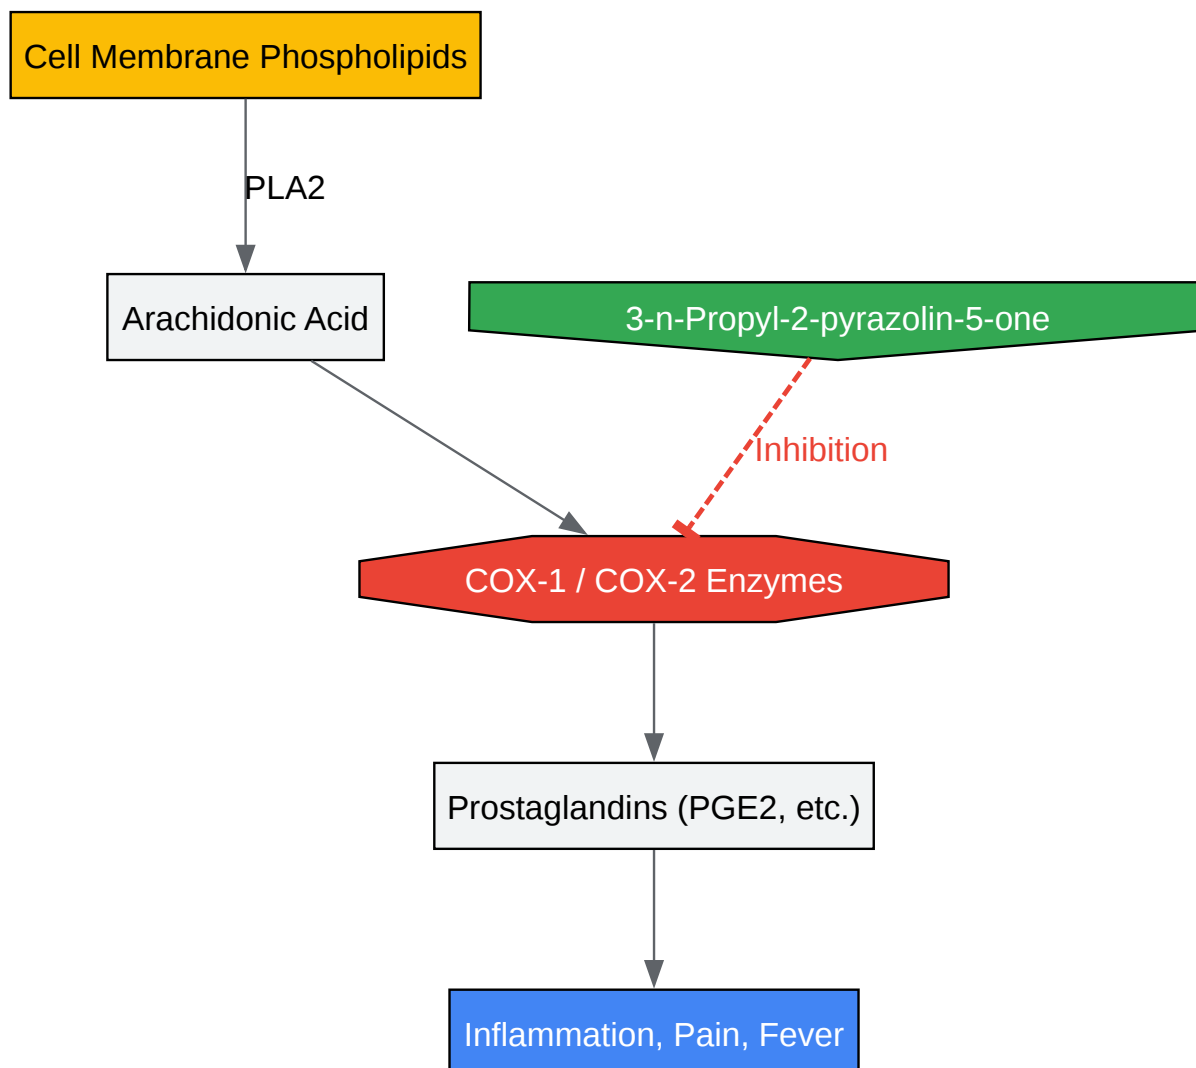 Cell Membrane Phospholipids
PLA2
Arachidonic Acid
3-n-Propyl-2-pyrazolin-5-one
Inhibition
COX-1 / COX-2 Enzymes
Prostaglandins (PGE2, etc.)
Inflammation, Pain, Fever